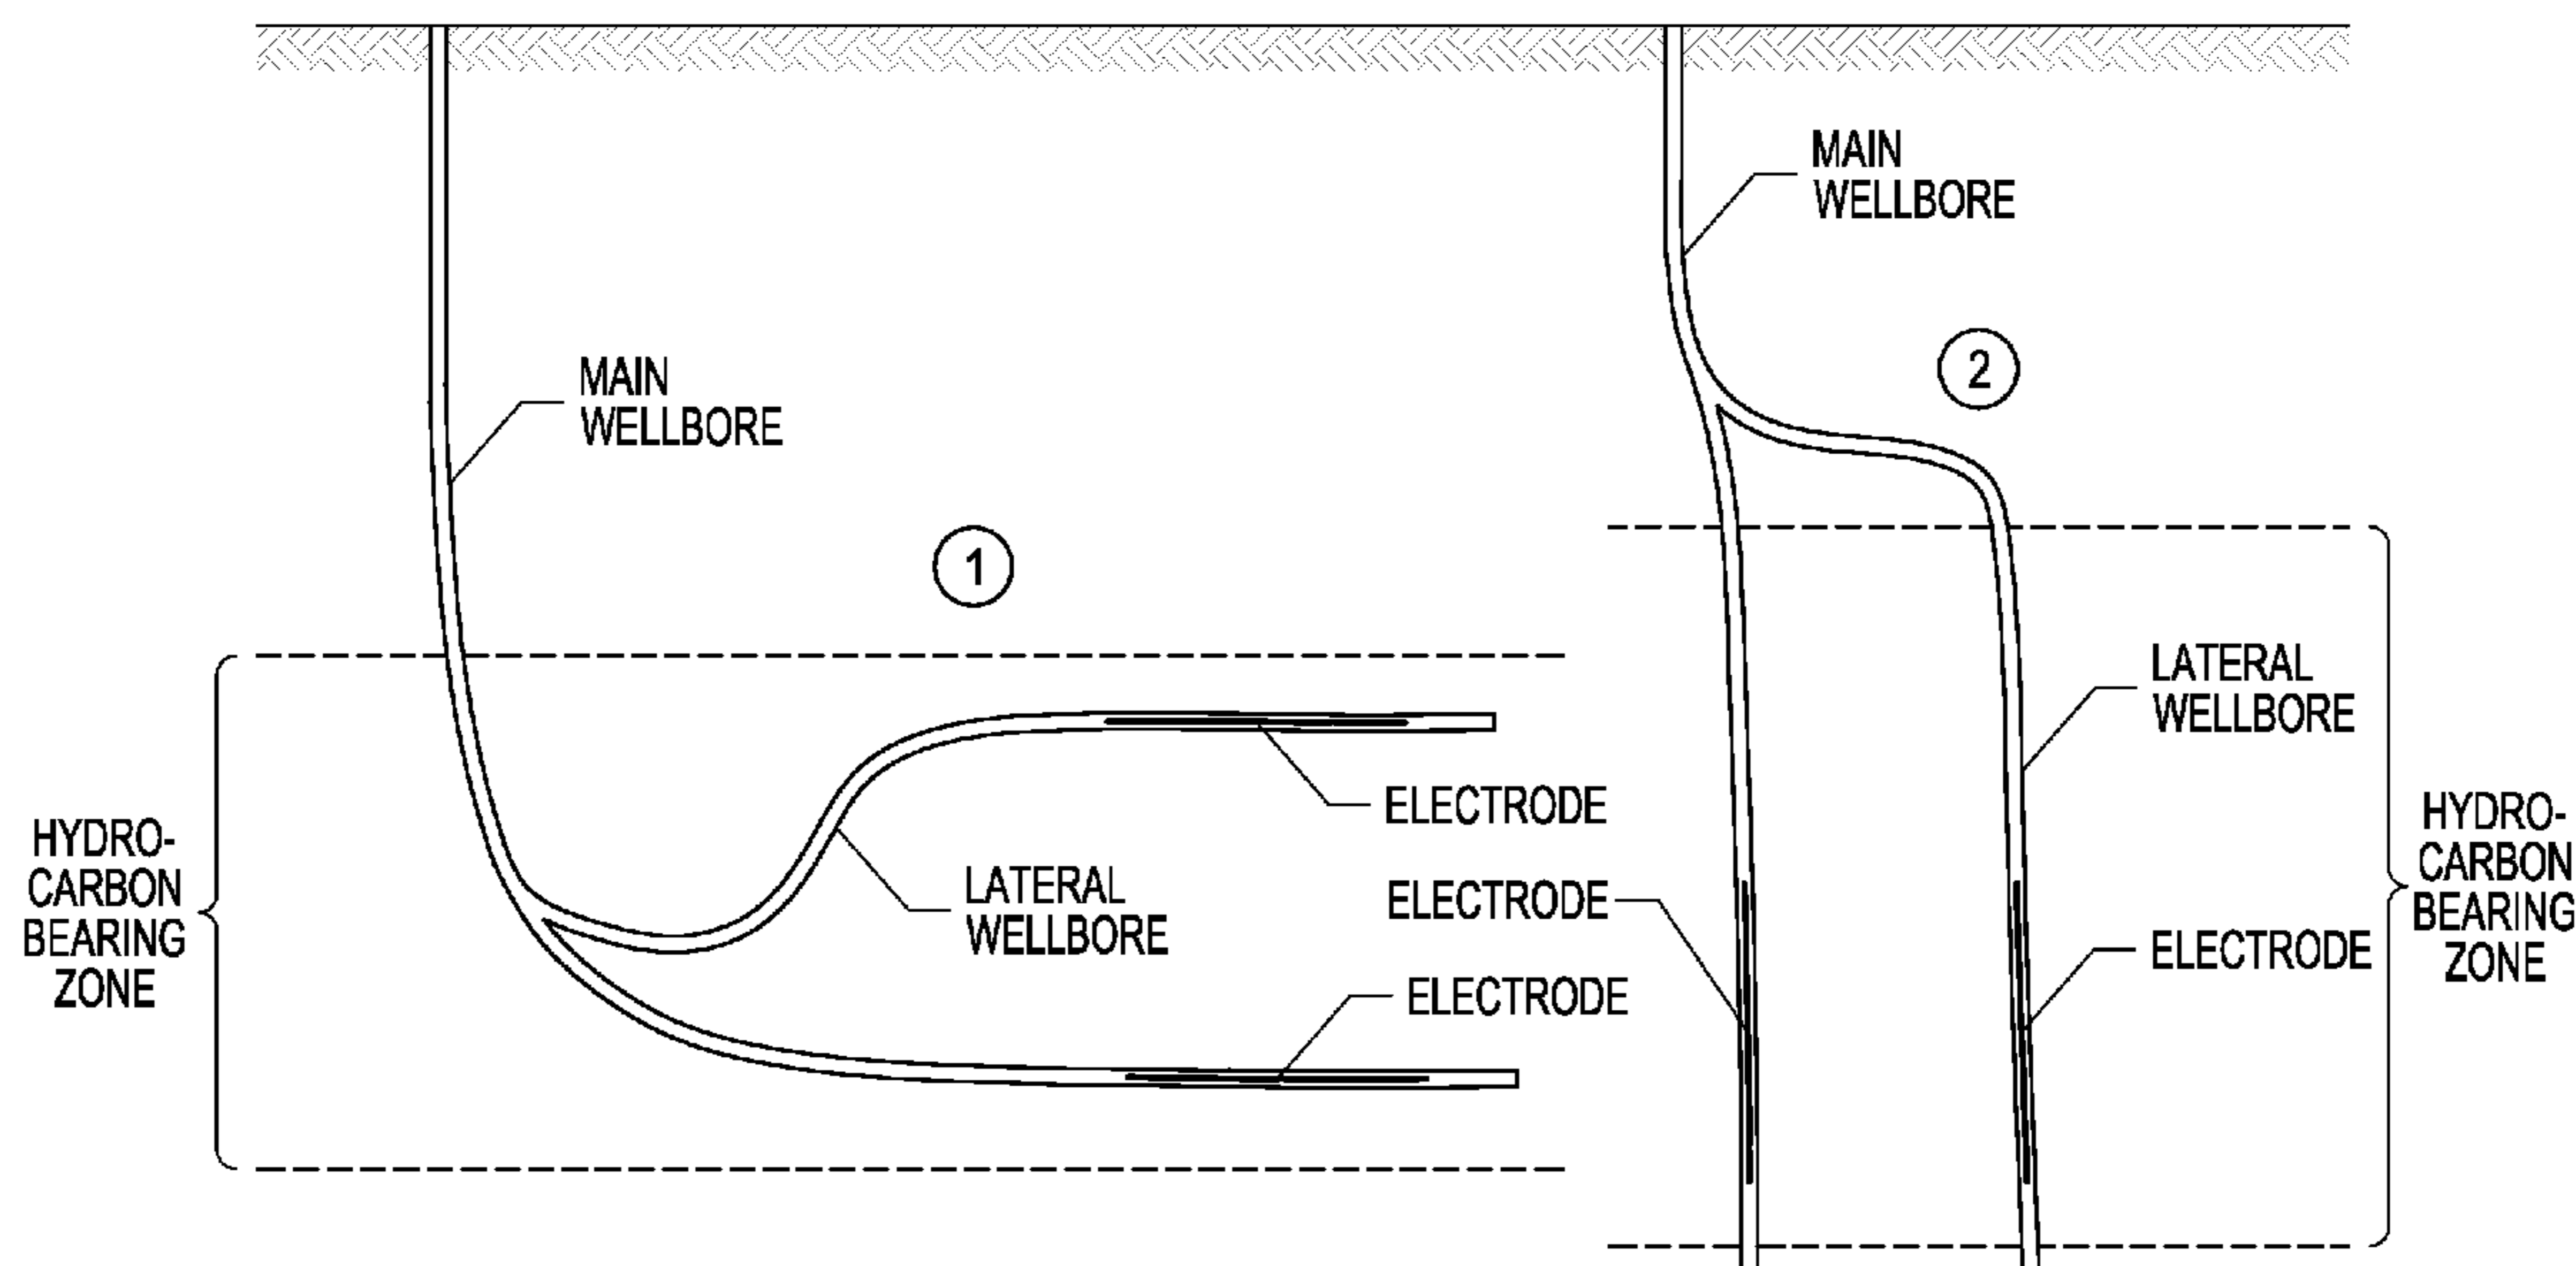 MAIN
WELLBORE
2
MAIN
WELLBORE
1
LATERAL
WELLBORE
ELECTRODE
HYDRO-
CARBON
BEARING
ZONE
LATERAL
WELLBORE
ELECTRODE
ELECTRODE
ELECTRODE
HYDRO-
CARBON
BEARING
ZONE